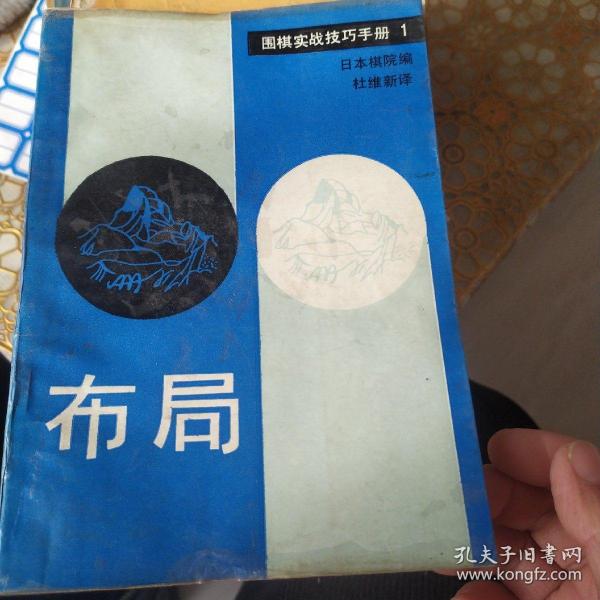 围棋实战技巧手册 1
日本棋院编
杜维新译
布局
孔夫子旧书网
www.kongfz.com